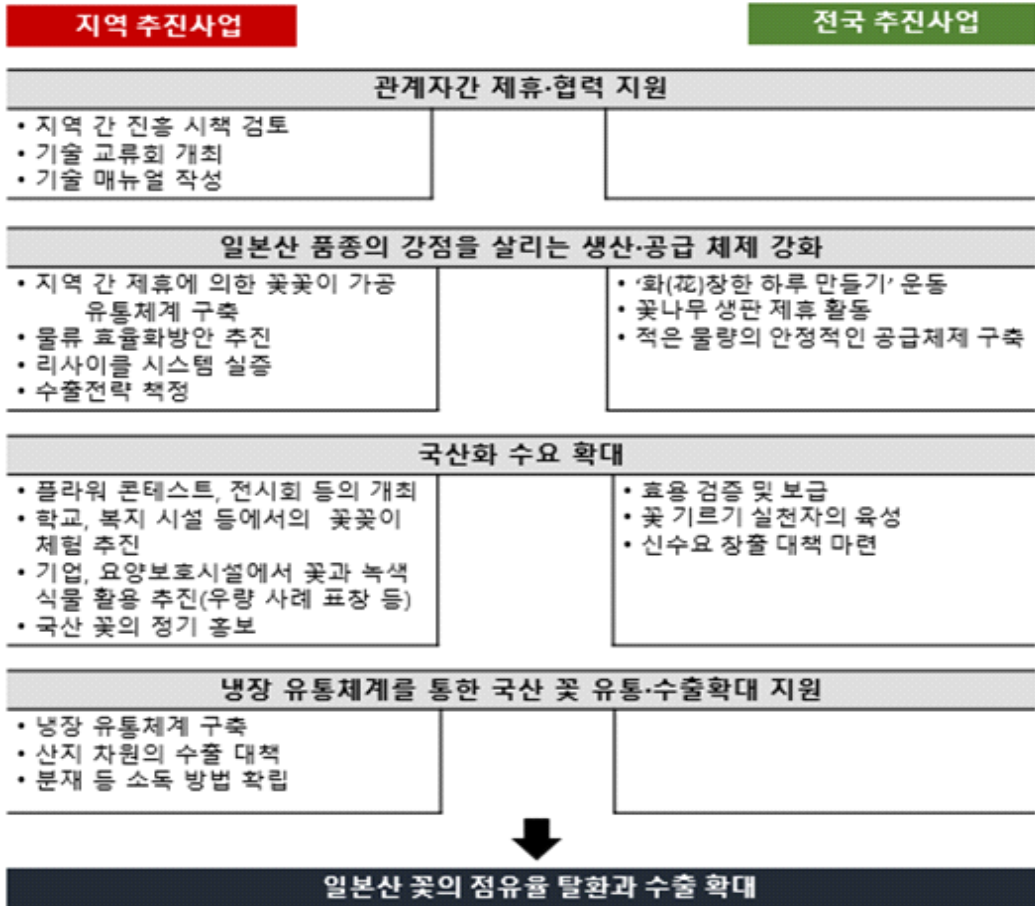 지역 추진사업
전국 추진사업
관계자간 제휴·협력 지원
• 지역 간 진흥 시책 검토
• 기술 교류회 개최
• 기술 매뉴얼 작성
일본산 품종의 강점을 살리는 생산·공급 체제 강화
• 지역 간 제휴에 의한 꽃꽂이 가공
유통체계 구축
• 물류 효율화방안 추진
• 리사이클 시스템 실증
• 수출전략 책정
• ‘화(花)창한 하루 만들기’ 운동
• 꽃나무 생판 제휴 활동
• 적은 물량의 안정적인 공급체제 구축
국산화 수요 확대
• 플라워 콘테스트, 전시회 등의 개최
• 학교, 복지 시설 등에서의 꽃꽂이
체험 추진
• 기업, 요양보호시설에서 꽃과 녹색
식물 활용 추진(우량 사례 표창 등)
• 국산 꽃의 정기 홍보
• 효용 검증 및 보급
• 꽃 기르기 실천자의 육성
• 신수요 창출 대책 마련
냉장 유통체계를 통한 국산 꽃 유통·수출확대 지원
• 냉장 유통체계 구축
• 산지 차원의 수출 대책
• 분재 등 소독 방법 확립
일본산 꽃의 점유율 탈환과 수출 확대